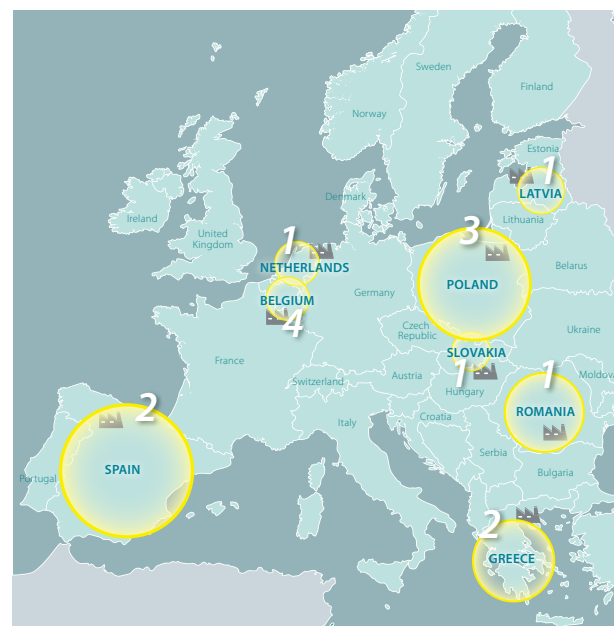 Sweden
Finland
Norway
Estonia
1
LATVIA
Denmark
Lithuania
Ireland
United
Kingdom
1
NETHERLANDS
3
POLAND
Belarus
BELGIUM
4
Germany
Czech
Republic
Ukraine
SLOVAKIA
1
France
Switzerland
Austria
Hungary
Moldova
1
ROMANIA
2
Italy
Croatia
Serbia
Bulgaria
SPAIN
Portugal
2
GREECE